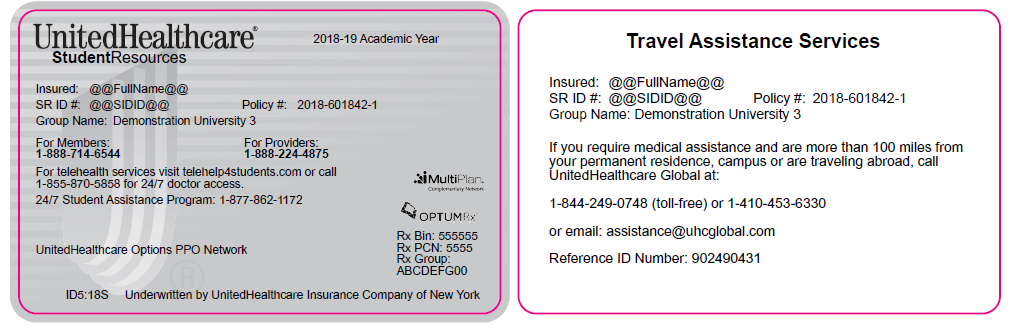 UnitedHealthcare®
StudentResources
2018-19 Academic Year
Insured: @@FullName@@
SR ID #: @@SIDID@@ Policy #: 2018-601842-1
Group Name: Demonstration University 3
For Members: For Providers:
1-888-714-6544 1-888-224-4875
For telehealth services visit telehelp4students.com or call
1-855-870-5858 for 24/7 doctor access.
24/7 Student Assistance Program: 1-877-862-1172
MultiPlan.
Complementary Network
OPTUMRx
Rx Bin: 555555
Rx PCN: 5555
Rx Group:
ABCDEFG00
UnitedHealthcare Options PPO Network
®
ID5:18S Underwritten by UnitedHealthcare Insurance Company of New York
Travel Assistance Services
Insured: @@FullName@@
SR ID #: @@SIDID@@ Policy #: 2018-601842-1
Group Name: Demonstration University 3
If you require medical assistance and are more than 100 miles from
your permanent residence, campus or are traveling abroad, call
UnitedHealthcare Global at:
1-844-249-0748 (toll-free) or 1-410-453-6330
or email: assistance@uhcglobal.com
Reference ID Number: 902490431